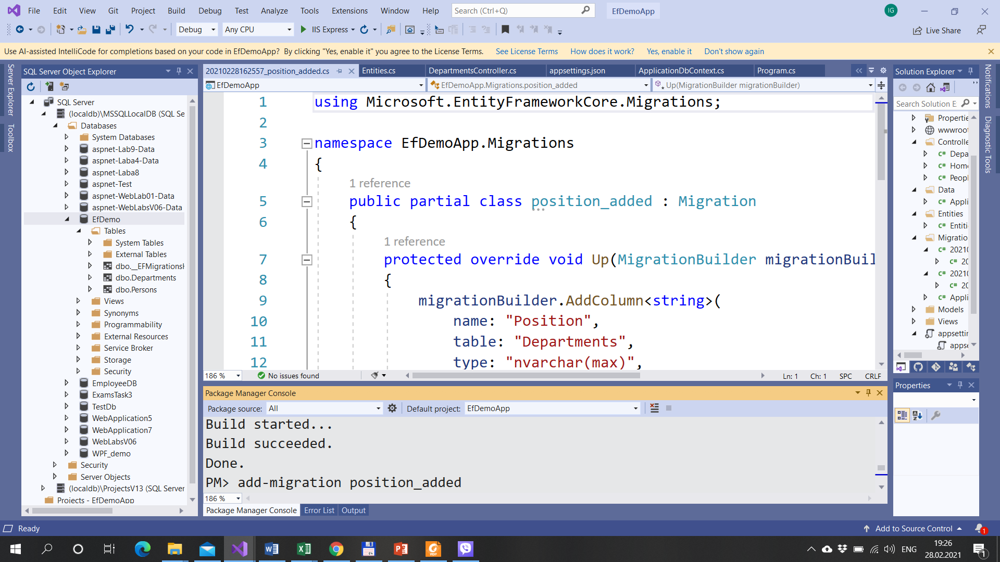 File Edit View Git Project Build Debug Test Analyze Tools Extensions Window Help Search (Ctrl+Q) EfDemoApp IG
Debug Any CPU IIS Express Live Share
Use AI-assisted IntelliCode for completions based on your code in EfDemoApp? By clicking "Yes, enable it" you agree to the License Terms. See License Terms How does it work? Yes, enable it Don't show again
Server Explorer
Toolbox
SQL Server Object Explorer
SQL Server
(localdb)\MSSQLLocalDB (SQL Se
Databases
System Databases
aspnet-Lab9-Data
aspnet-Laba4-Data
aspnet-Laba8
aspnet-Test
aspnet-WebLab01-Data
aspnet-WebLabsV06-Data
EfDemo
Tables
System Tables
External Tables
dbo.__EFMigrationsH
dbo.Departments
dbo.Persons
Views
Synonyms
Programmability
External Resources
Service Broker
Storage
Security
EmployeeDB
ExamsTask3
TestDb
WebApplication5
WebApplication7
WebLabsV06
WPF_demo
Security
Server Objects
(localdb)\ProjectsV13 (SQL Server
Projects - EfDemoApp
20210228162557_position_added.cs Entities.cs DepartmentsController.cs appsettings.json ApplicationDbContext.cs Program.cs
EfDemoApp EfDemoApp.Migrations.position_added Up(MigrationBuilder migrationBuilder)
1 using Microsoft.EntityFrameworkCore.Migrations;
2
3 namespace EfDemoApp.Migrations
4 {
1 reference
5 public partial class position_added : Migration
6 {
1 reference
7 protected override void Up(MigrationBuilder migrationBuil
8 {
9 migrationBuilder.AddColumn<string>(
10 name: "Position",
11 table: "Departments",
12 type: "nvarchar(max)",
186 % No issues found Ln: 1 Ch: 1 SPC CRLF
Package Manager Console
Package source: All Default project: EfDemoApp
Build started...
Build succeeded.
Done.
PM> add-migration position_added
186 %
Package Manager Console Error List Output
Solution Explorer
Search Solution E
Propertie
wwwroot
Controlle
Depa
Home
Peopl
Data
Appli
Entities
Entiti
Migratio
2021(
20
2021(
20
Appli
Models
Views
appsettin
appse
Properties
Notifications
Diagnostic Tools
Ready Add to Source Control 1
ENG 19:26
28.02.2021 1